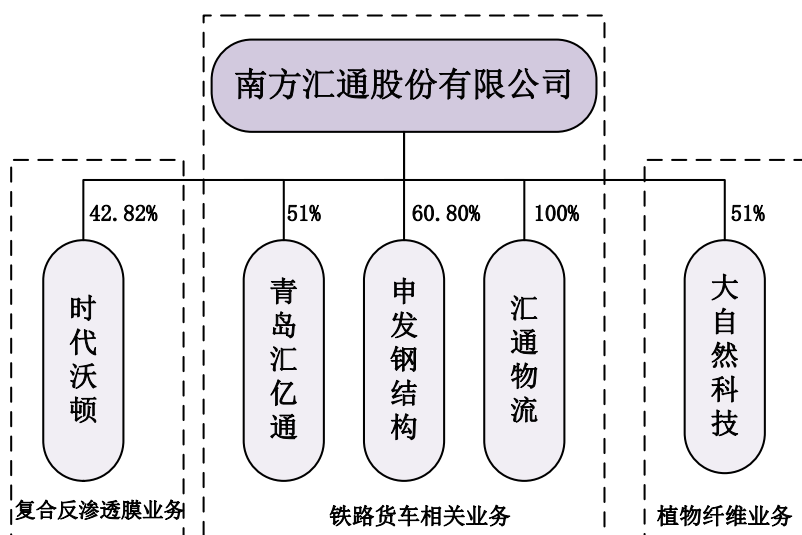 南方汇通股份有限公司
42.82%
51%
60.80%
100%
51%
时代沃顿
青岛汇亿通
申发钢结构
汇通物流
大自然科技
复合反渗透膜业务
铁路货车相关业务
植物纤维业务